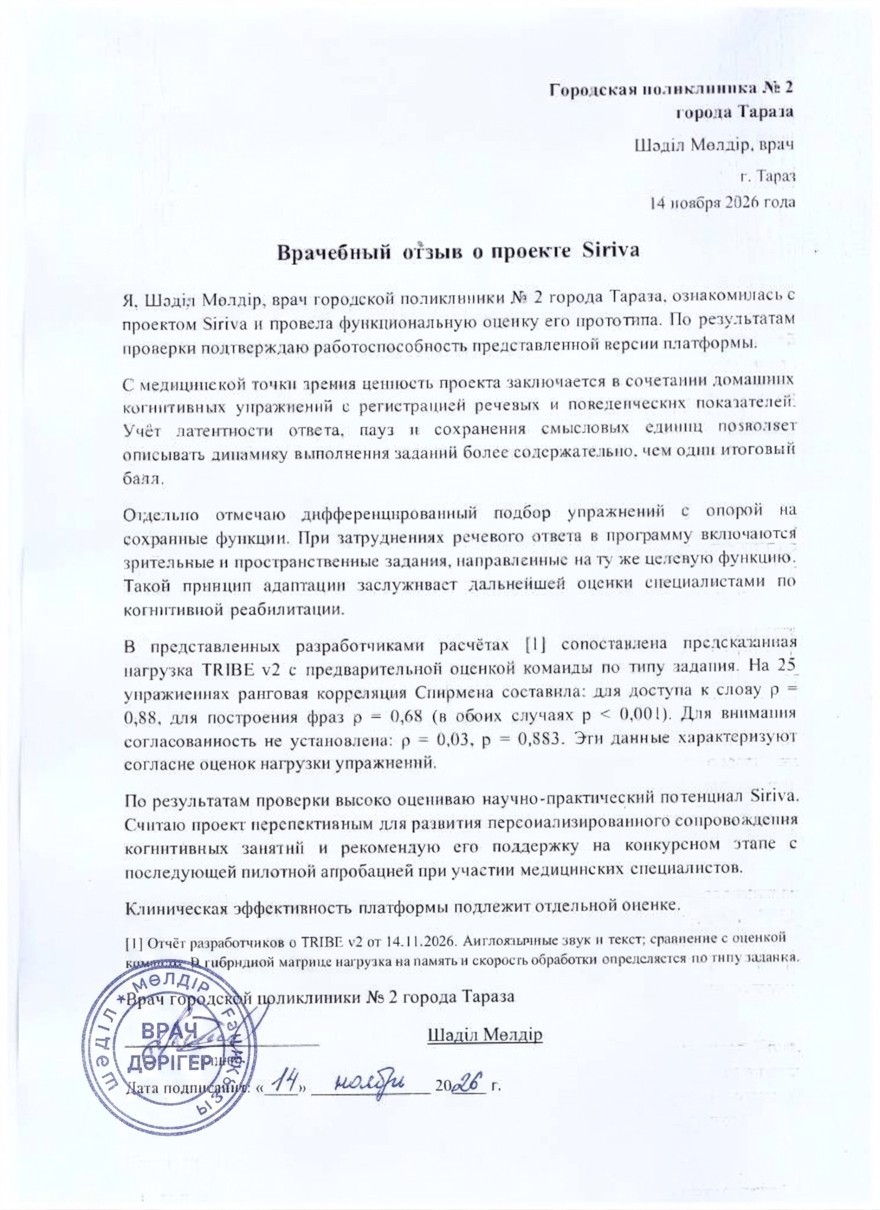 Городская поликлиника № 2
города Тараза
Шәділ Мөлдір, врач
г. Тараз
14 ноября 2026 года
Врачебный отзыв о проекте Siriva
Я, Шәділ Мөлдір, врач городской поликлиники № 2 города Тараза, ознакомилась с
проектом Siriva и провела функциональную оценку его прототипа. По результатам
проверки подтверждаю работоспособность представленной версии платформы.
С медицинской точки зрения ценность проекта заключается в сочетании домашних
когнитивных упражнений с регистрацией речевых и поведенческих показателей.
Учёт латентности ответа, пауз и сохранения смысловых единиц позволяет
описывать динамику выполнения заданий более содержательно, чем один итоговый
балл.
Отдельно отмечаю дифференцированный подбор упражнений с опорой на
сохранные функции. При затруднениях речевого ответа в программу включаются
зрительные и пространственные задания, направленные на ту же целевую функцию.
Такой принцип адаптации заслуживает дальнейшей оценки специалистами по
когнитивной реабилитации.
В представленных разработчиками расчётах [1] сопоставлена предсказанная
нагрузка TRIBE v2 с предварительной оценкой команды по типу задания. На 25
упражнениях ранговая корреляция Спирмена составила: для доступа к слову ρ =
0,88, для построения фраз ρ = 0,68 (в обоих случаях p < 0,001). Для внимания
согласованность не установлена: ρ = 0,03, p = 0,883. Эти данные характеризуют
согласие оценок нагрузки упражнений.
По результатам проверки высоко оцениваю научно-практический потенциал Siriva.
Считаю проект перспективным для развития персонализированного сопровождения
когнитивных занятий и рекомендую его поддержку на конкурсном этапе с
последующей пилотной апробацией при участии медицинских специалистов.
Клиническая эффективность платформы подлежит отдельной оценке.
[1] Отчёт разработчиков о TRIBE v2 от 14.11.2026. Англоязычные звук и текст; сравнение с оценкой
команды. В гибридной матрице нагрузка на память и скорость обработки определяется по типу задания.
Врач городской поликлиники № 2 города Тараза
Шәділ Мөлдір
ШӘДІЛ ★ МӨЛДІР
ВРАЧ
ДӘРІГЕР
Дата подписания: «14» ноября 2026 г.